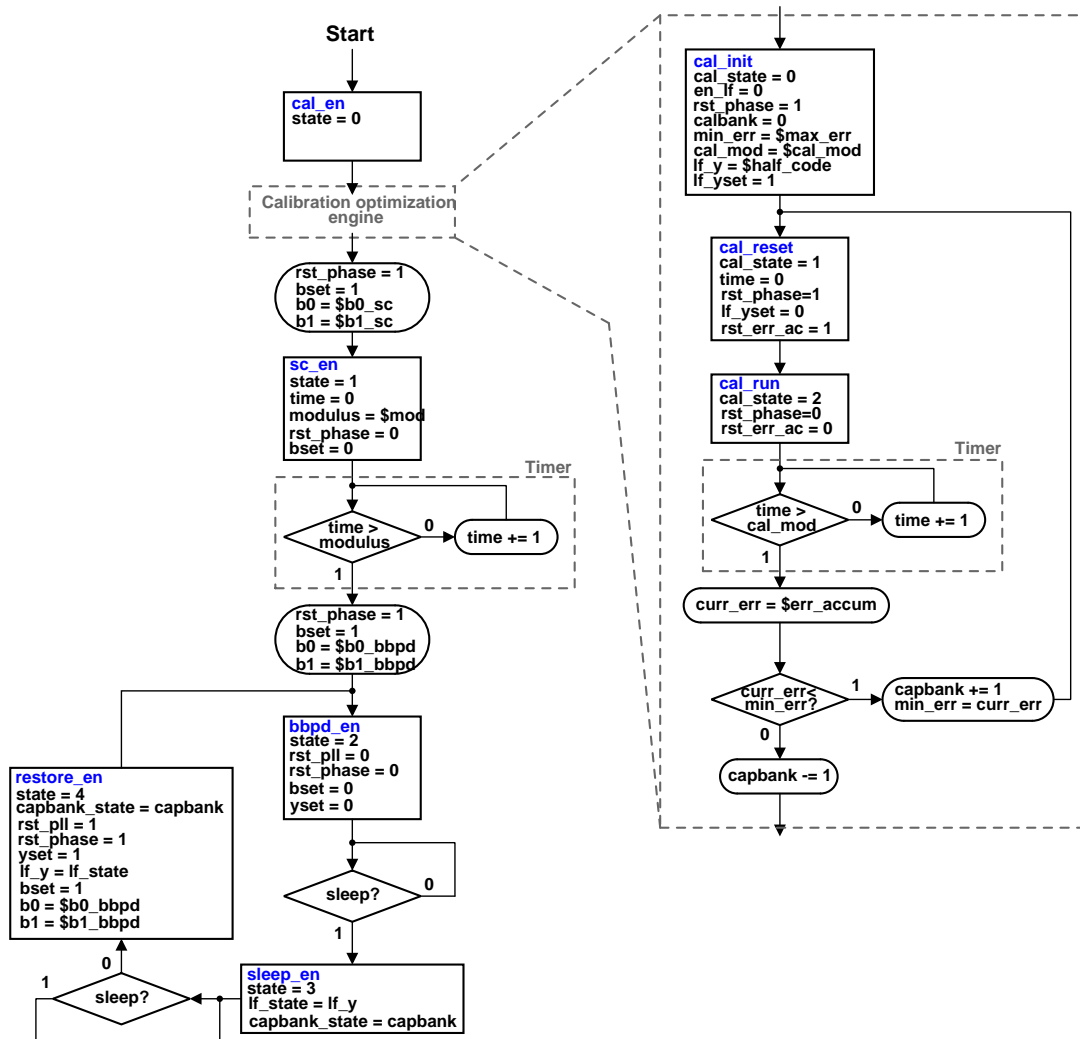 Start
cal_en
state = 0
Calibration optimization
engine
rst_phase = 1
bset = 1
b0 = $b0_sc
b1 = $b1_sc
sc_en
state = 1
time = 0
modulus = $mod
rst_phase = 0
bset = 0
Timer
time >
modulus
0
time += 1
1
rst_phase = 1
bset = 1
b0 = $b0_bbpd
b1 = $b1_bbpd
bbpd_en
state = 2
rst_pll = 0
rst_phase = 0
bset = 0
yset = 0
sleep?
0
1
sleep_en
state = 3
lf_state = lf_y
capbank_state = capbank
restore_en
state = 4
capbank_state = capbank
rst_pll = 1
rst_phase = 1
yset = 1
lf_y = lf_state
bset = 1
b0 = $b0_bbpd
b1 = $b1_bbpd
0
1
sleep?
cal_init
cal_state = 0
en_lf = 0
rst_phase = 1
calbank = 0
min_err = $max_err
cal_mod = $cal_mod
lf_y = $half_code
lf_yset = 1
cal_reset
cal_state = 1
time = 0
rst_phase=1
lf_yset = 0
rst_err_ac = 1
cal_run
cal_state = 2
rst_phase=0
rst_err_ac = 0
Timer
time >
cal_mod
0
time += 1
1
curr_err = $err_accum
curr_err<
min_err?
1
capbank += 1
min_err = curr_err
0
capbank -= 1